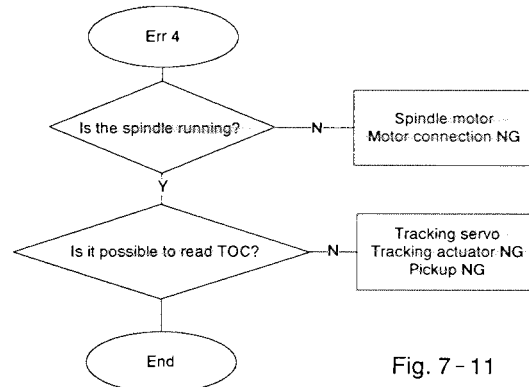 Err 4
Is the spindle running?
N
Spindle motor
Motor connection NG
Y
Is it possible to read TOC?
N
Tracking servo
Tracking actuator NG
Pickup NG
End
Fig. 7-11